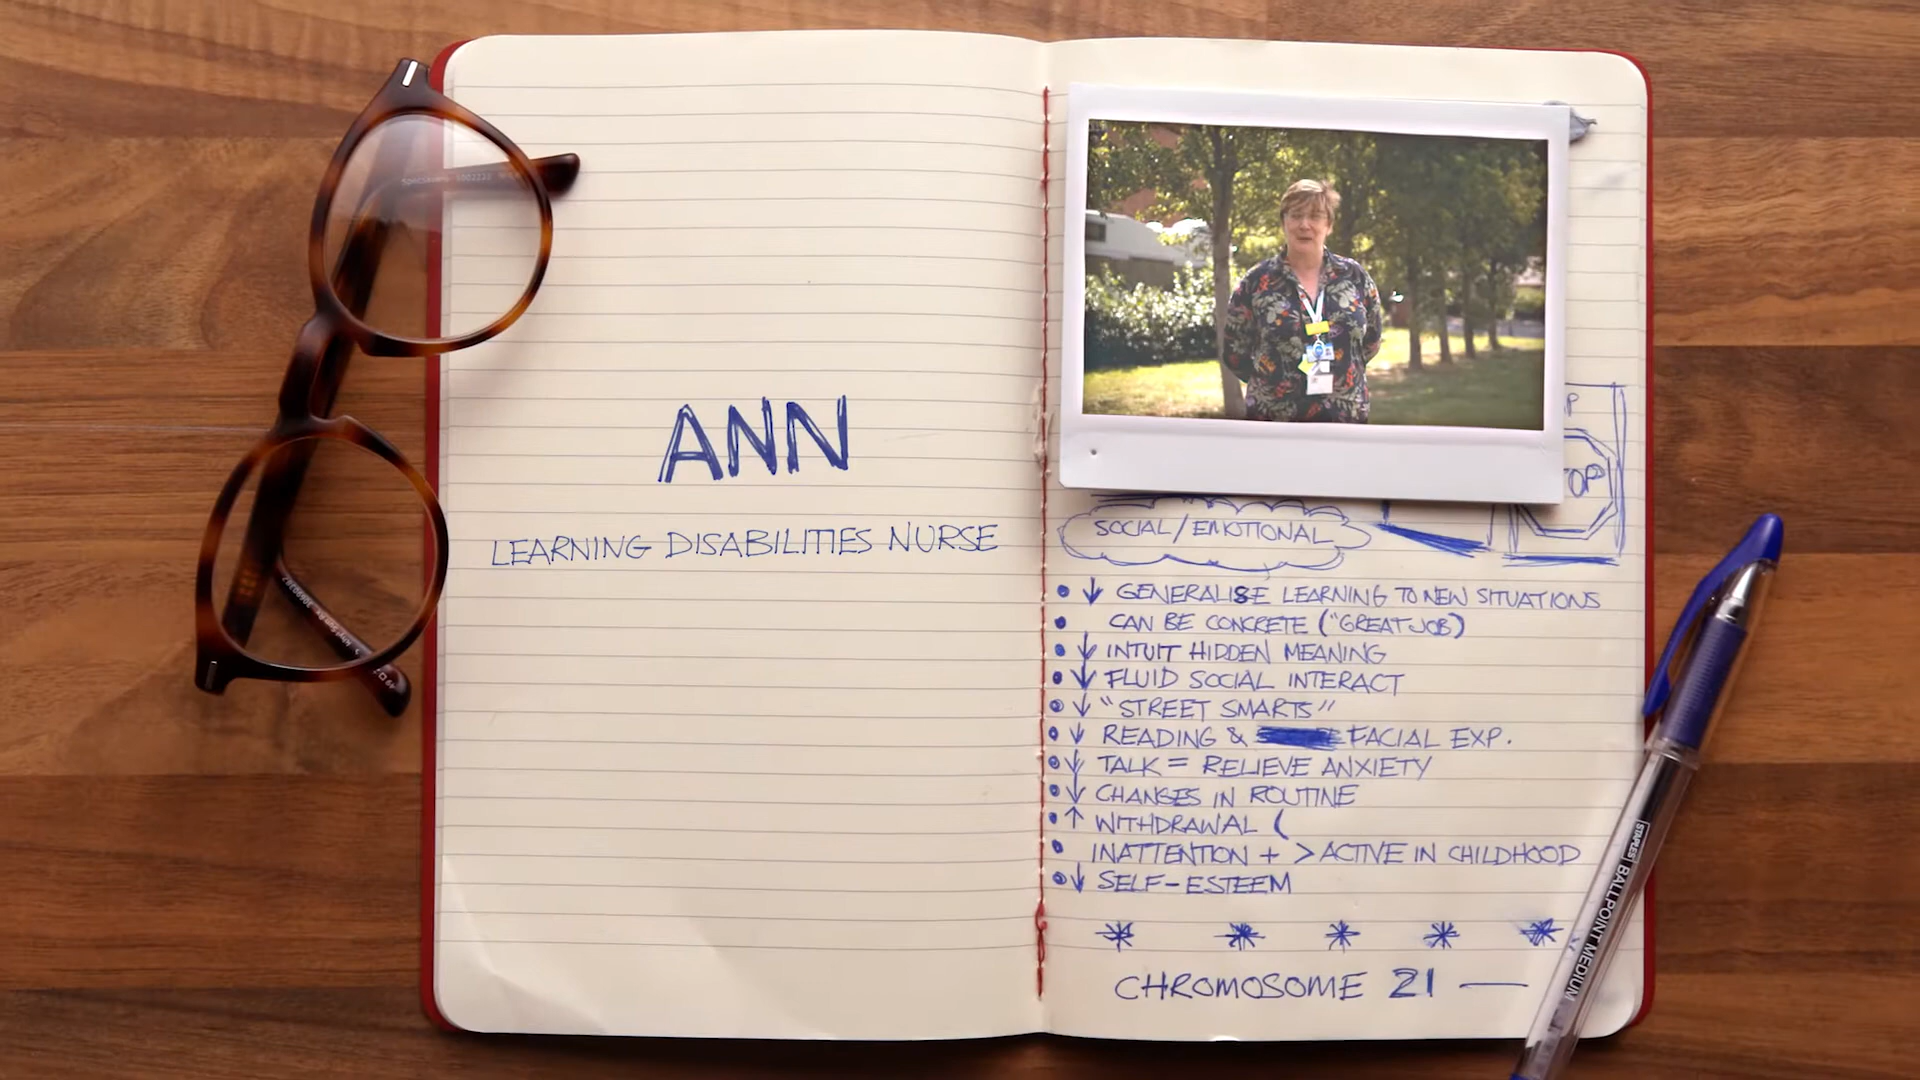 ANN
LEARNING DISABILITIES NURSE
OP
SOCIAL/EMOTIONAL
• ↓ GENERALISE LEARNING TO NEW SITUATIONS
• CAN BE CONCRETE ("GREAT JOB)
• ↓ INTUIT HIDDEN MEANING
• ↓ FLUID SOCIAL INTERACT
• ↓ "STREET SMARTS"
• ↓ READING & FACIAL EXP.
• ↓ TALK = RELIEVE ANXIETY
• ↓ CHANGES IN ROUTINE
• ↑ WITHDRAWAL (
• INATTENTION + > ACTIVE IN CHILDHOOD
• ↓ SELF-ESTEEM
* * * * *
CHROMOSOME 21 —
STAPLES BALLPOINT MEDIUM